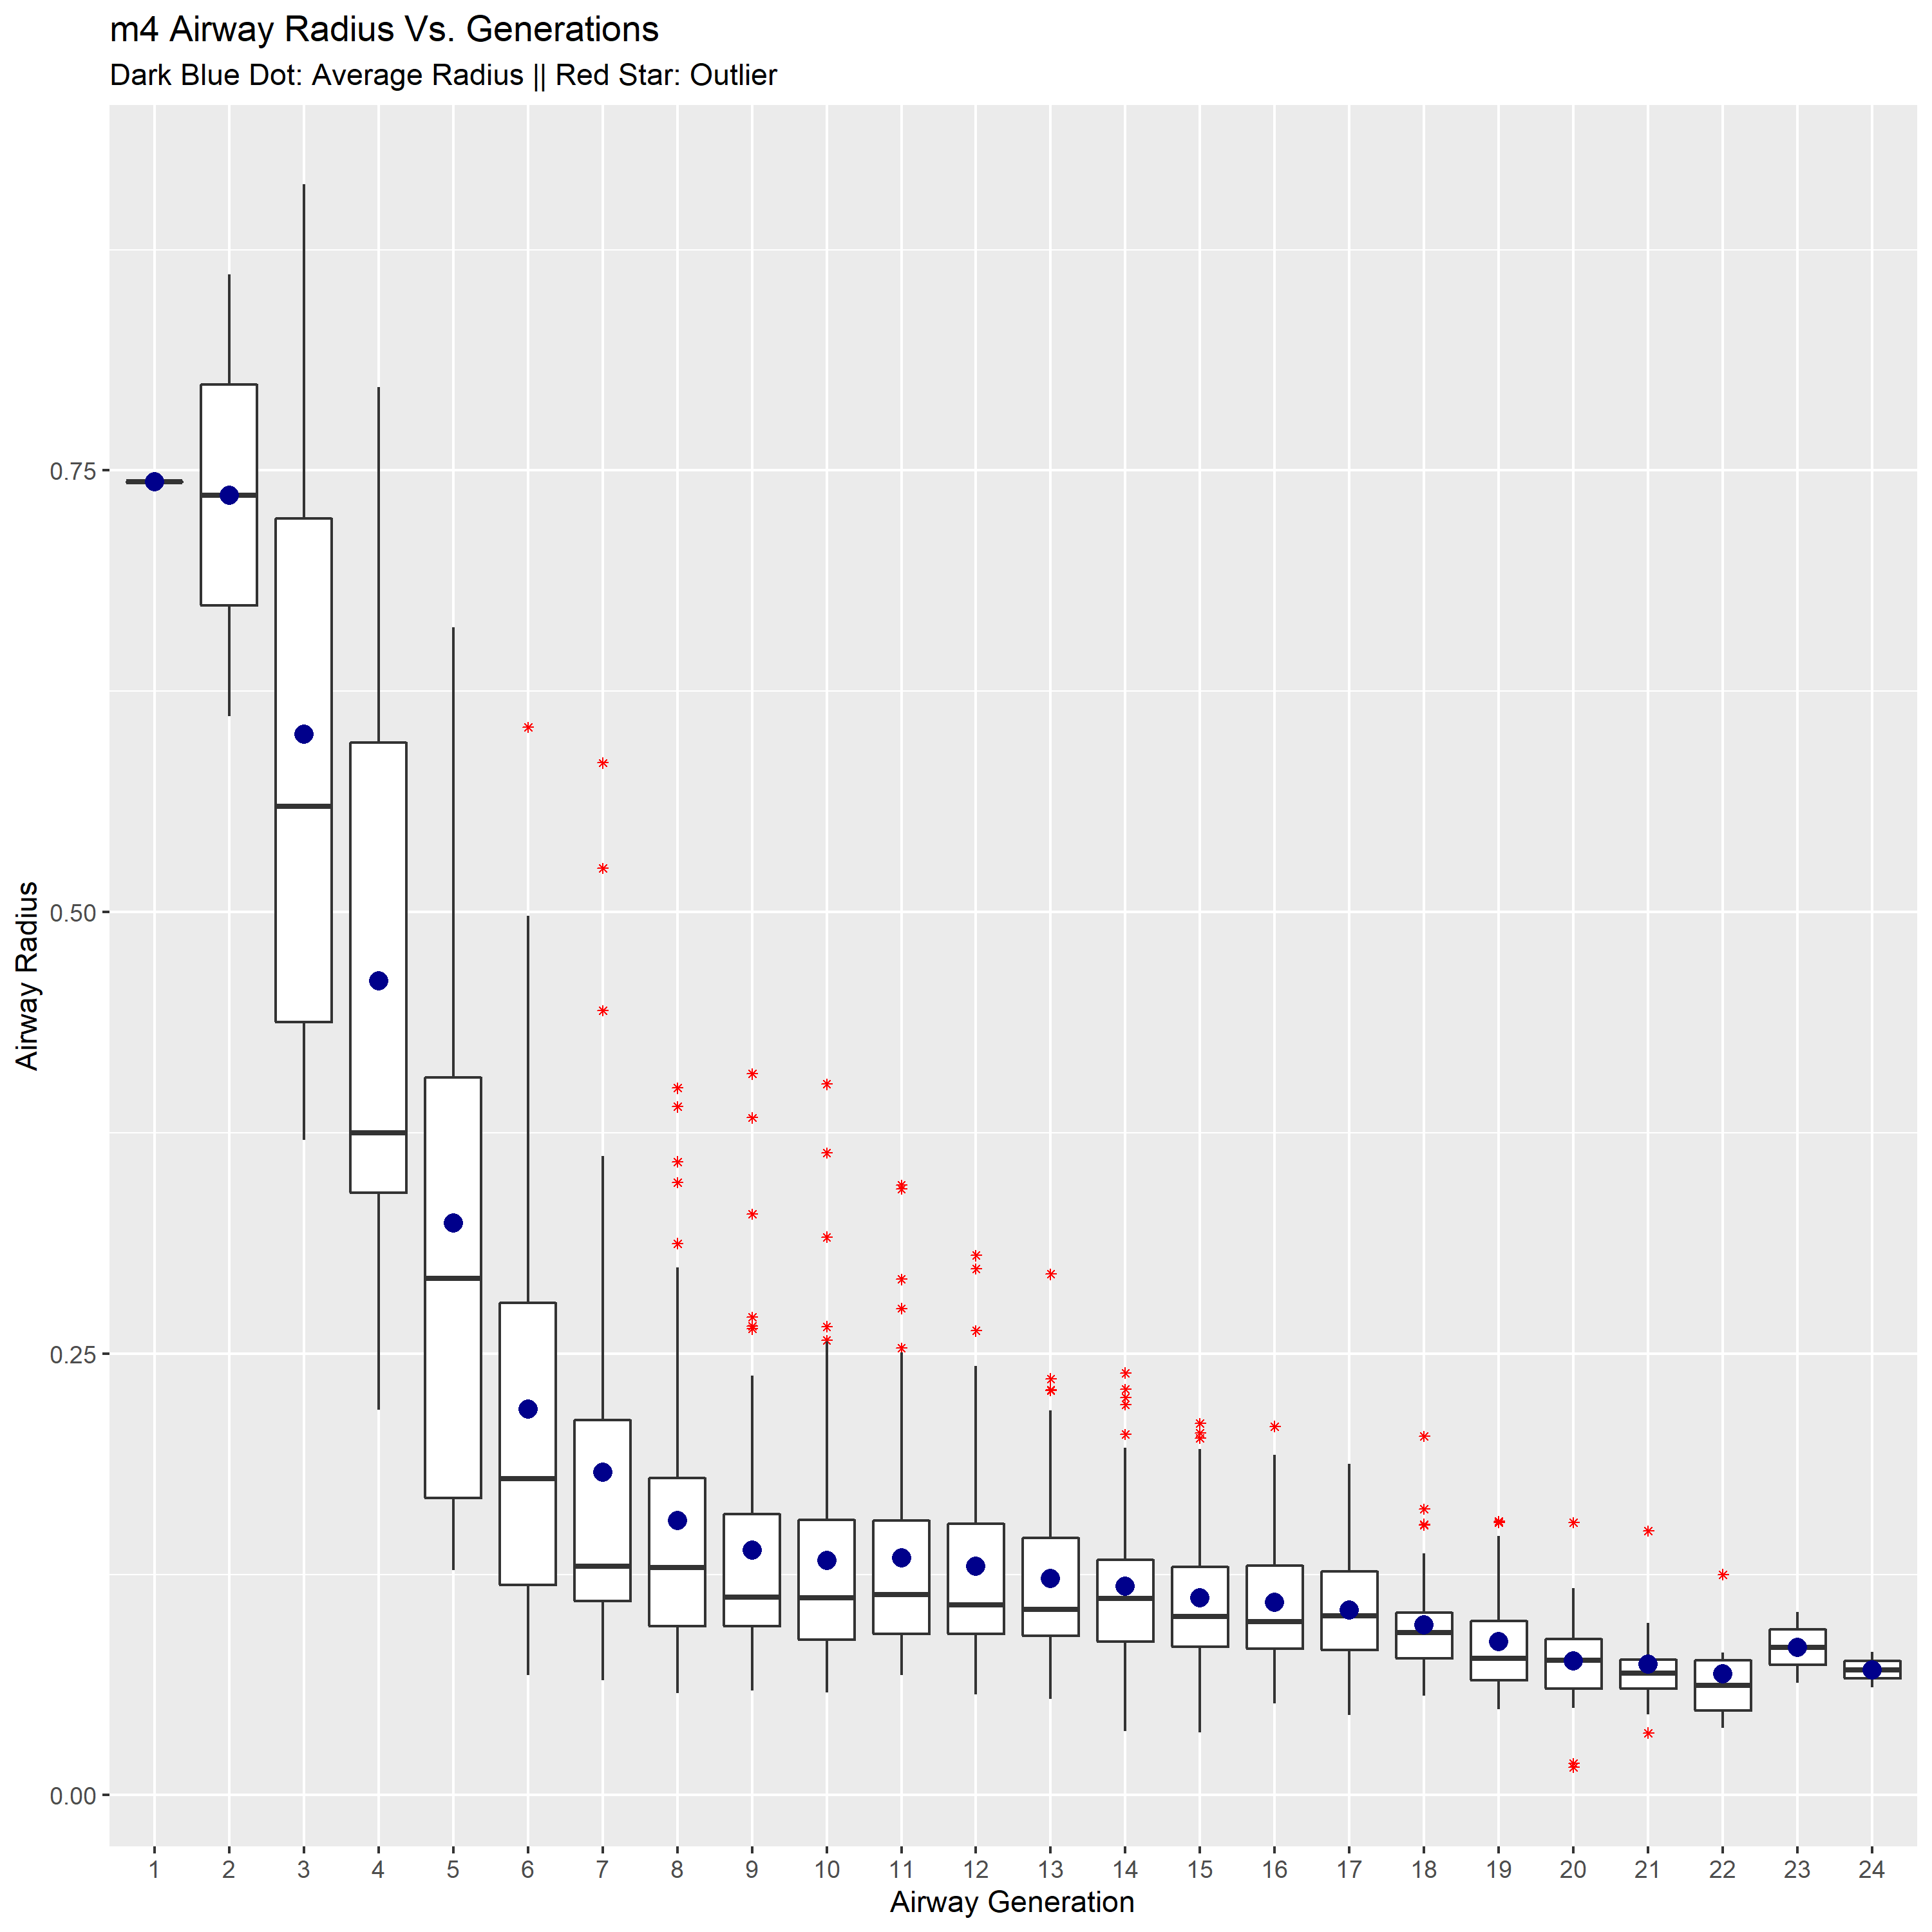 m4 Airway Radius Vs. Generations
Dark Blue Dot: Average Radius || Red Star: Outlier
Airway Radius
0.75
0.50
0.25
0.00
1 2 3 4 5 6 7 8 9 10 11 12 13 14 15 16 17 18 19 20 21 22 23 24
Airway Generation